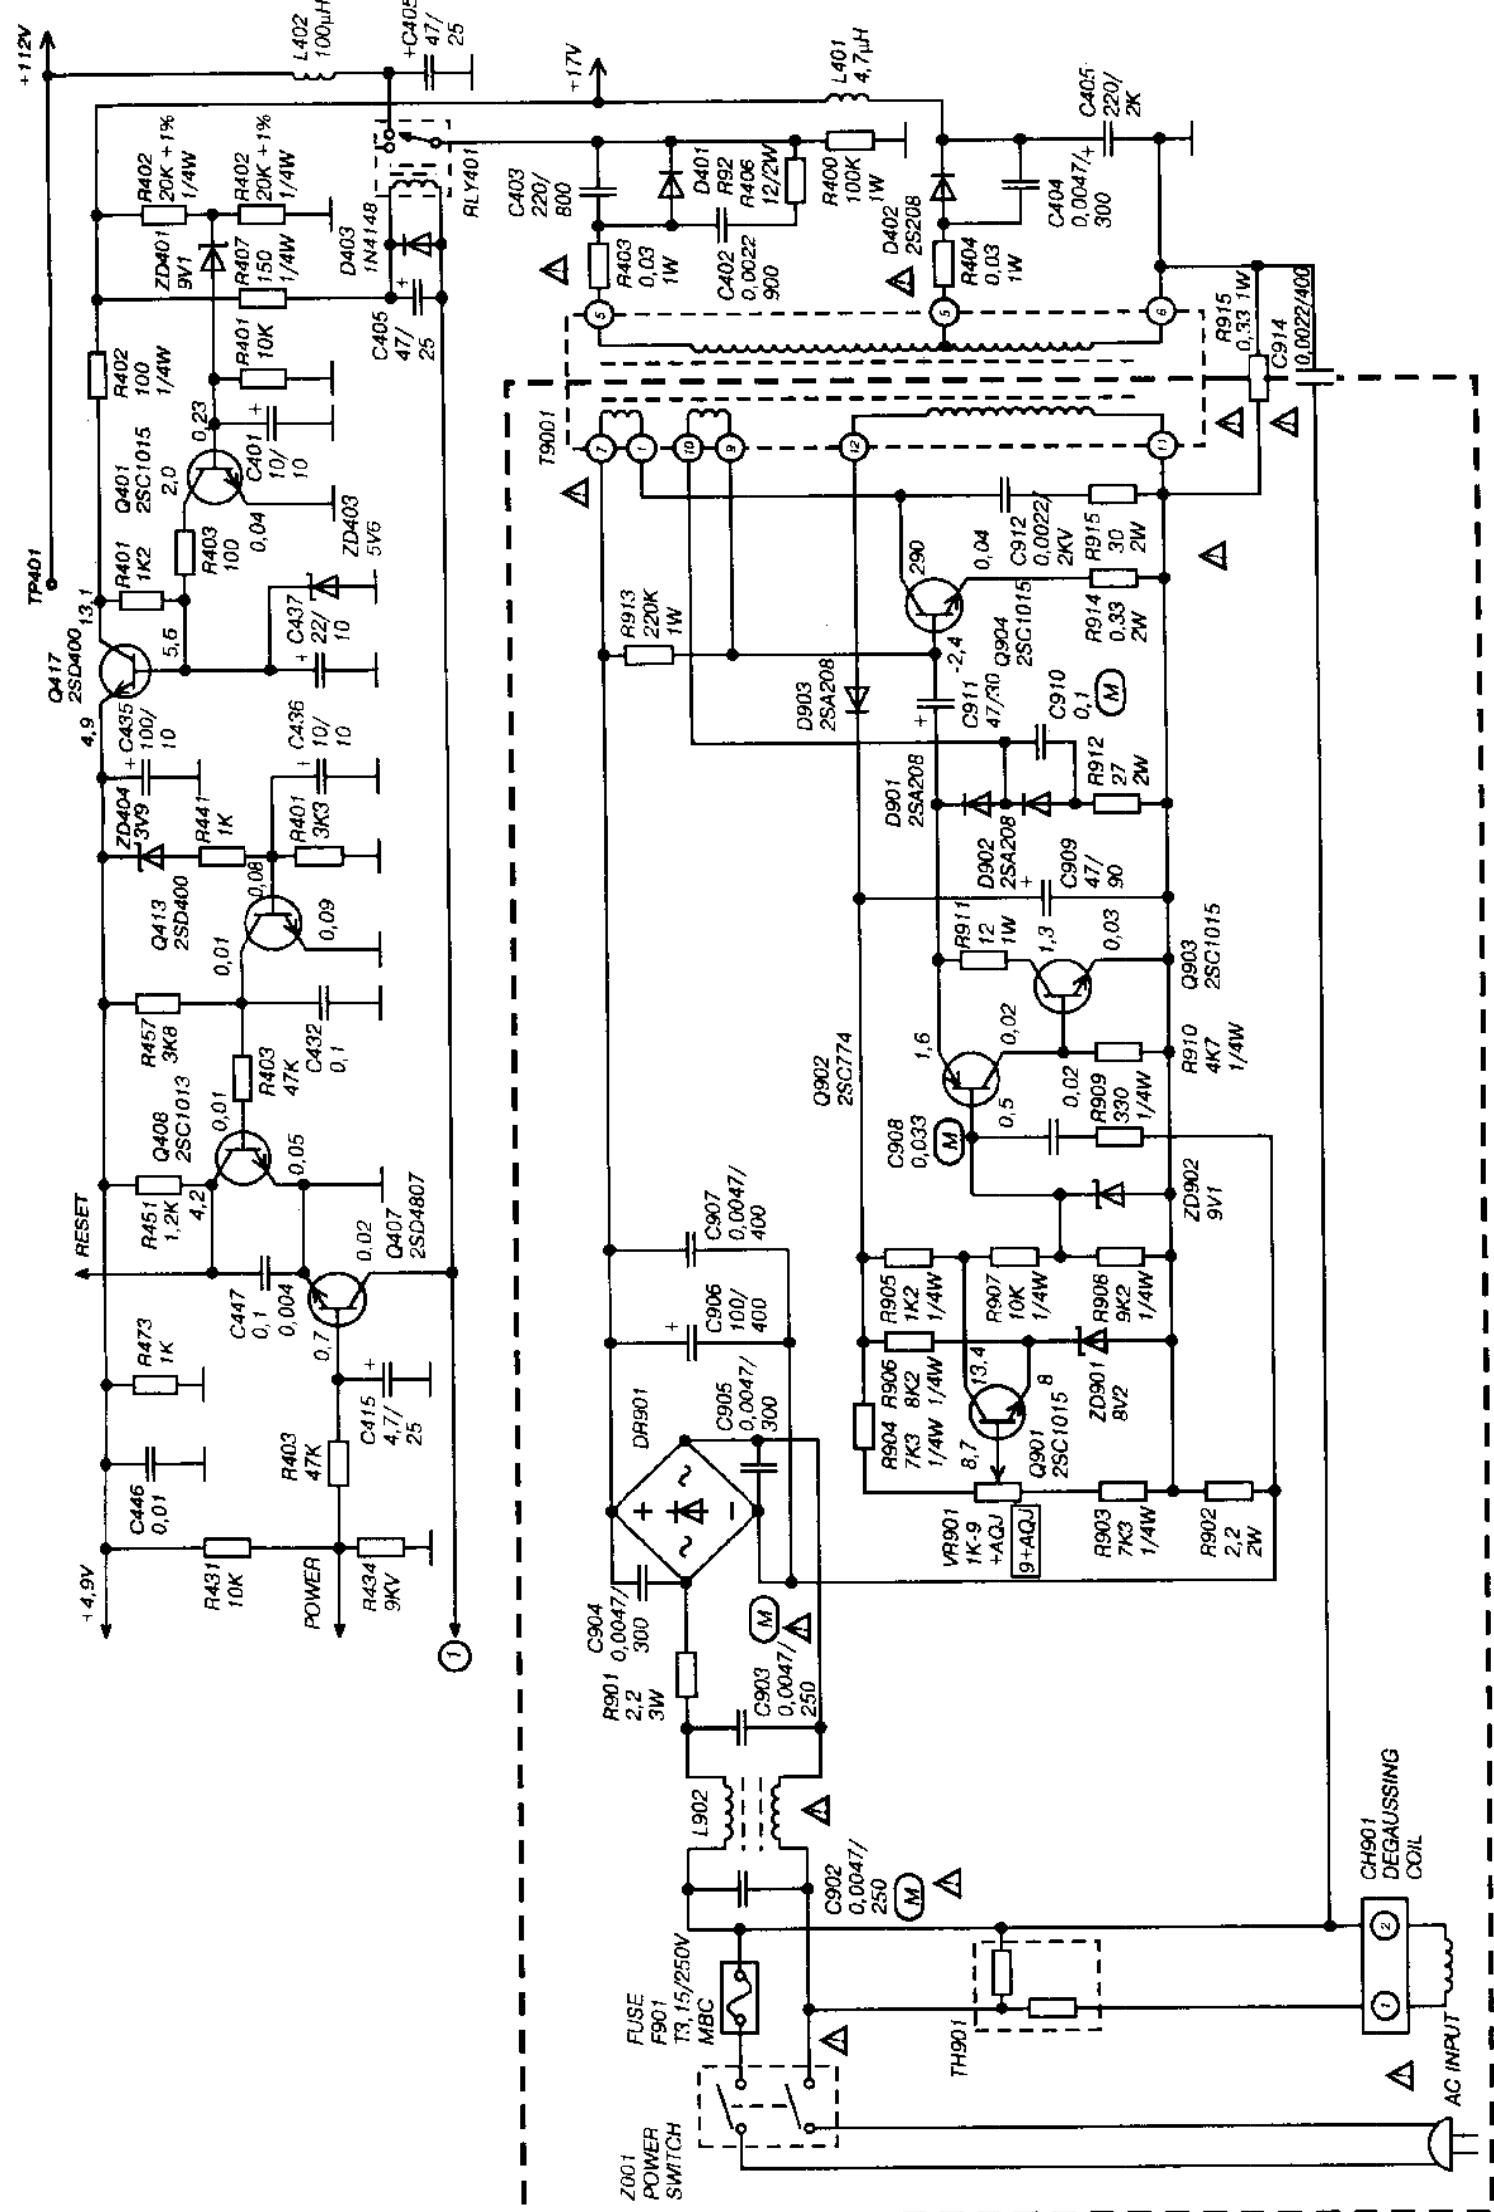 +112V
TP401
L402
100μH
+C405
47/
25
+17V
L401
4,7μH
C405
220/
2K
R402
20K +1%
1/4W
R402
20K +1%
1/4W
ZD401
9V1
R407
150
1/4W
D403
1N4148
RLY401
C405
47/
25
+
R402
100
1/4W
R401
10K
Q401
2SC1015
2,0
0,23
C401
10/
10
+
R401
1K2
R403
100
0,04
ZD403
5V6
Q417
2SD400
13,1
5,6
4,9
C437
22/
10
+
C435
100/
10
+
C436
10/
10
+
ZD404
3V9
R441
1K
R401
3K3
Q413
2SD400
0,08
0,01
0,09
R457
3K8
R403
47K
C432
0,1
Q408
2SC1013
0,01
0,05
R451
1,2K
4,2
RESET
C447
0,1
0,004
0,02
Q407
2SD4807
0,7
R473
1K
C415
4,7/
25
+
R403
47K
C446
0,01
+4,9V
R431
10K
POWER
R434
9KV
1
C403
220/
800
D401
R92
R406
12/2W
R400
100K
1W
R403
0,03
1W
C402
0,0022
900
D402
2S208
R404
0,03
1W
C404
0,0047/
300
+
5
5
6
R915
0,33 1W
C914
0,0022/400
T9001
7
1
10
9
12
11
R913
220K
1W
290
0,04
C912
0,0022/
2KV
R915
30
2W
Q904
2SC1015
R914
0,33
2W
-2,4
D903
2SA208
C911
47/30
+
C910
0,1
M
D901
2SA208
R912
27
2W
D902
2SA208
C909
47/
90
+
R911
12
1W
1,3
0,03
Q903
2SC1015
Q902
2SC774
1,6
0,02
0,5
R910
4K7
1/4W
C908
0,033
M
0,02
R909
330
1/4W
ZD902
9V1
C907
0,0047/
400
C906
100/
400
+
R905
1K2
1/4W
R907
10K
1/4W
R908
9K2
1/4W
DR901
C905
0,0047/
300
R906
8K2
1/4W
13,4
8
ZD901
8V2
R904
7K3
1/4W
8,7
Q901
2SC1015
+
~
~
-
VR901
1K-9
+AQJ
9+AQJ
R903
7K3
1/4W
R902
2,2
2W
C904
0,0047/
300
R901
2,2
3W
M
C903
0,0047/
250
L902
C902
0,0047/
250
M
FUSE
F901
T3,15/250V
MBC
TH901
CH901
DEGAUSSING
COIL
2
1
Z001
POWER
SWITCH
AC INPUT